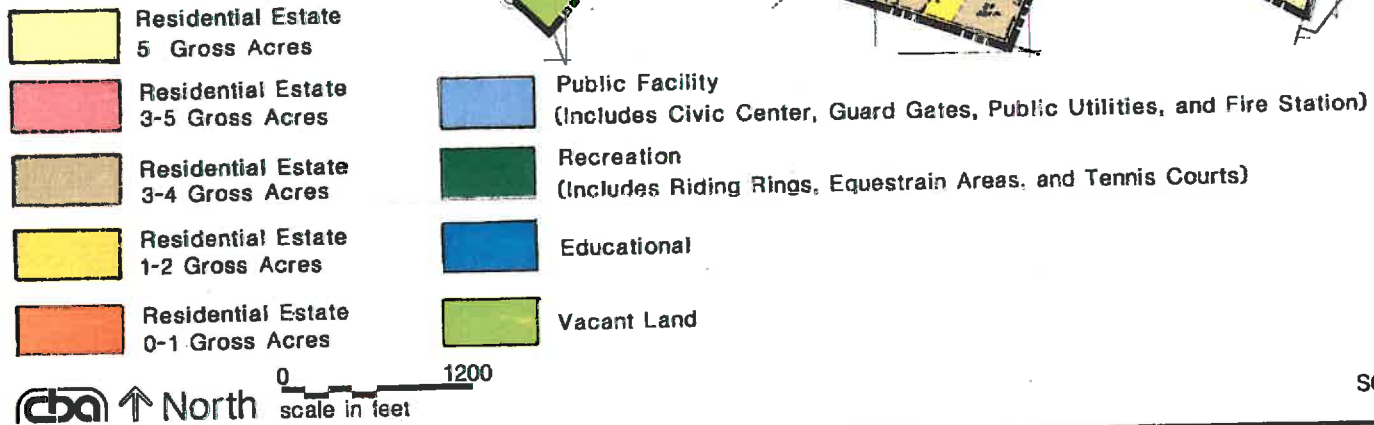 Residential Estate
5 Gross Acres
Residential Estate
3-5 Gross Acres
Residential Estate
3-4 Gross Acres
Residential Estate
1-2 Gross Acres
Residential Estate
0-1 Gross Acres
Public Facility
(Includes Civic Center, Guard Gates, Public Utilities, and Fire Station)
Recreation
(Includes Riding Rings, Equestrain Areas, and Tennis Courts)
Educational
Vacant Land
cba North
0 1200
scale in feet